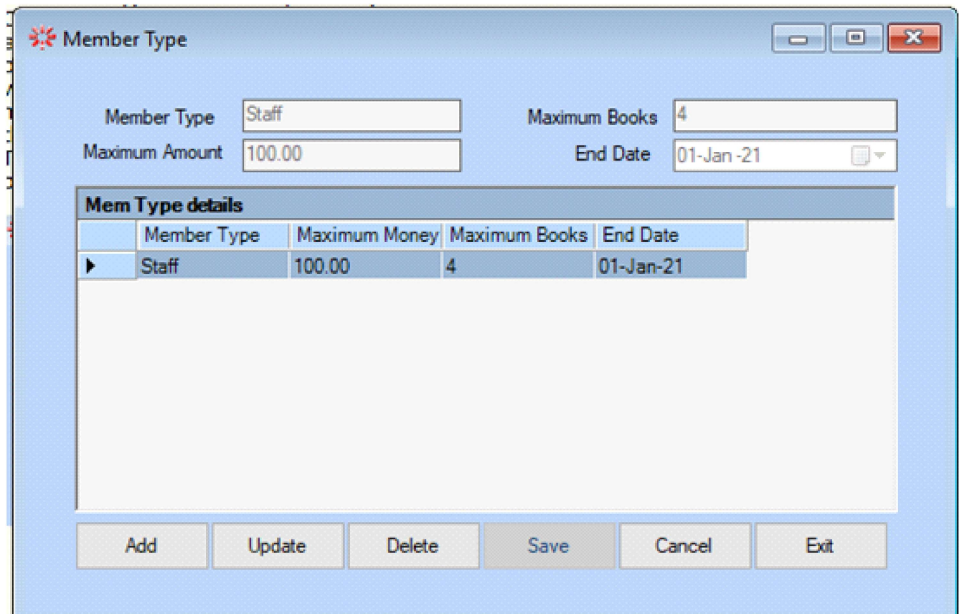 Member Type
Member Type Staff Maximum Books 4
Maximum Amount 100.00 End Date 01-Jan -21
Mem Type details
Member Type Maximum Money Maximum Books End Date
Staff 100.00 4 01-Jan-21
Add Update Delete Save Cancel Exit